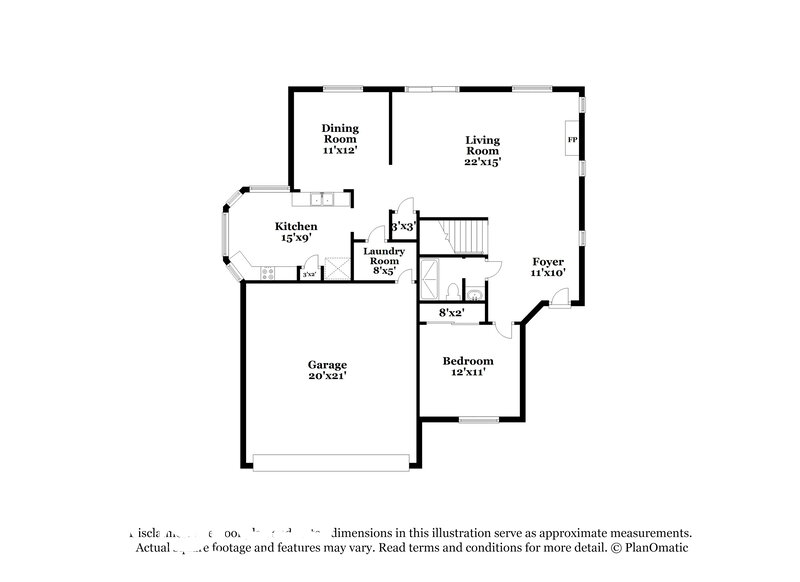 Dining
Room
11'x12'
Living
Room
22'x15'
FP
Kitchen
15'x9'
3'x3'
Laundry
Room
8'x5'
3'x2'
Foyer
11'x10'
8'x2'
Bedroom
12'x11'
Garage
20'x21'
dimensions in this illustration serve as approximate measurements.
Actual footage and features may vary. Read terms and conditions for more detail. © PlanOmatic